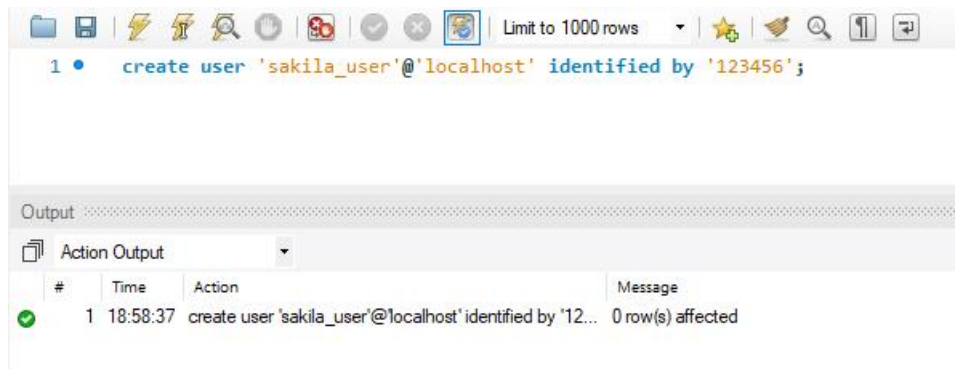 Limit to 1000 rows
1 create user 'sakila_user'@'localhost' identified by '123456';
Output
Action Output
# Time Action Message
1 18:58:37 create user 'sakila_user'@'localhost' identified by '12... 0 row(s) affected